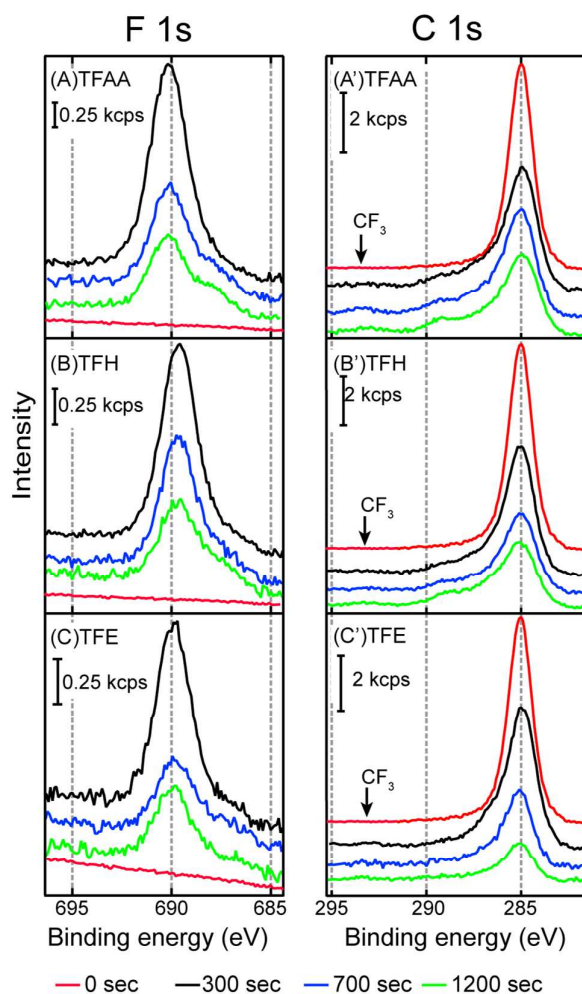 F 1s
C 1s
(A)TFAA
0.25 kcps
(A')TFAA
2 kcps
CF₃
(B)TFH
0.25 kcps
(B')TFH
2 kcps
CF₃
(C)TFE
0.25 kcps
(C')TFE
2 kcps
CF₃
Intensity
695 690 685
295 290 285
Binding energy (eV)
Binding energy (eV)
0 sec 300 sec 700 sec 1200 sec